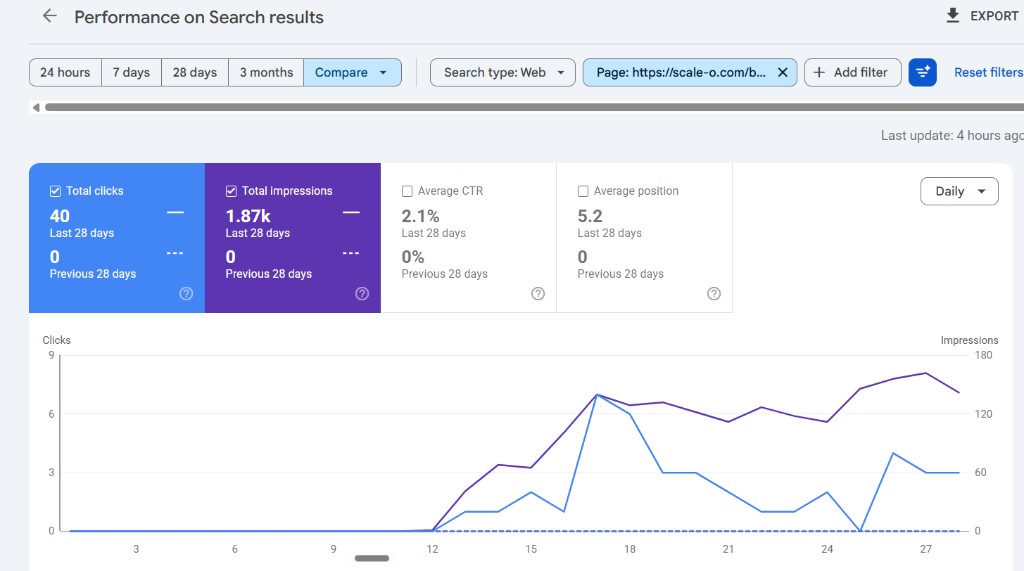 Performance on Search results
EXPORT
24 hours 7 days 28 days 3 months Compare Search type: Web Page: https://scale-o.com/b... Add filter Reset filters
Last update: 4 hours ago
Total clicks
40
Last 28 days
0
Previous 28 days
Total impressions
1.87k
Last 28 days
0
Previous 28 days
Average CTR
2.1%
Last 28 days
0%
Previous 28 days
Average position
5.2
Last 28 days
0
Previous 28 days
Daily
Clicks
Impressions
9 180
6 120
3 60
0 0
3 6 9 12 15 18 21 24 27